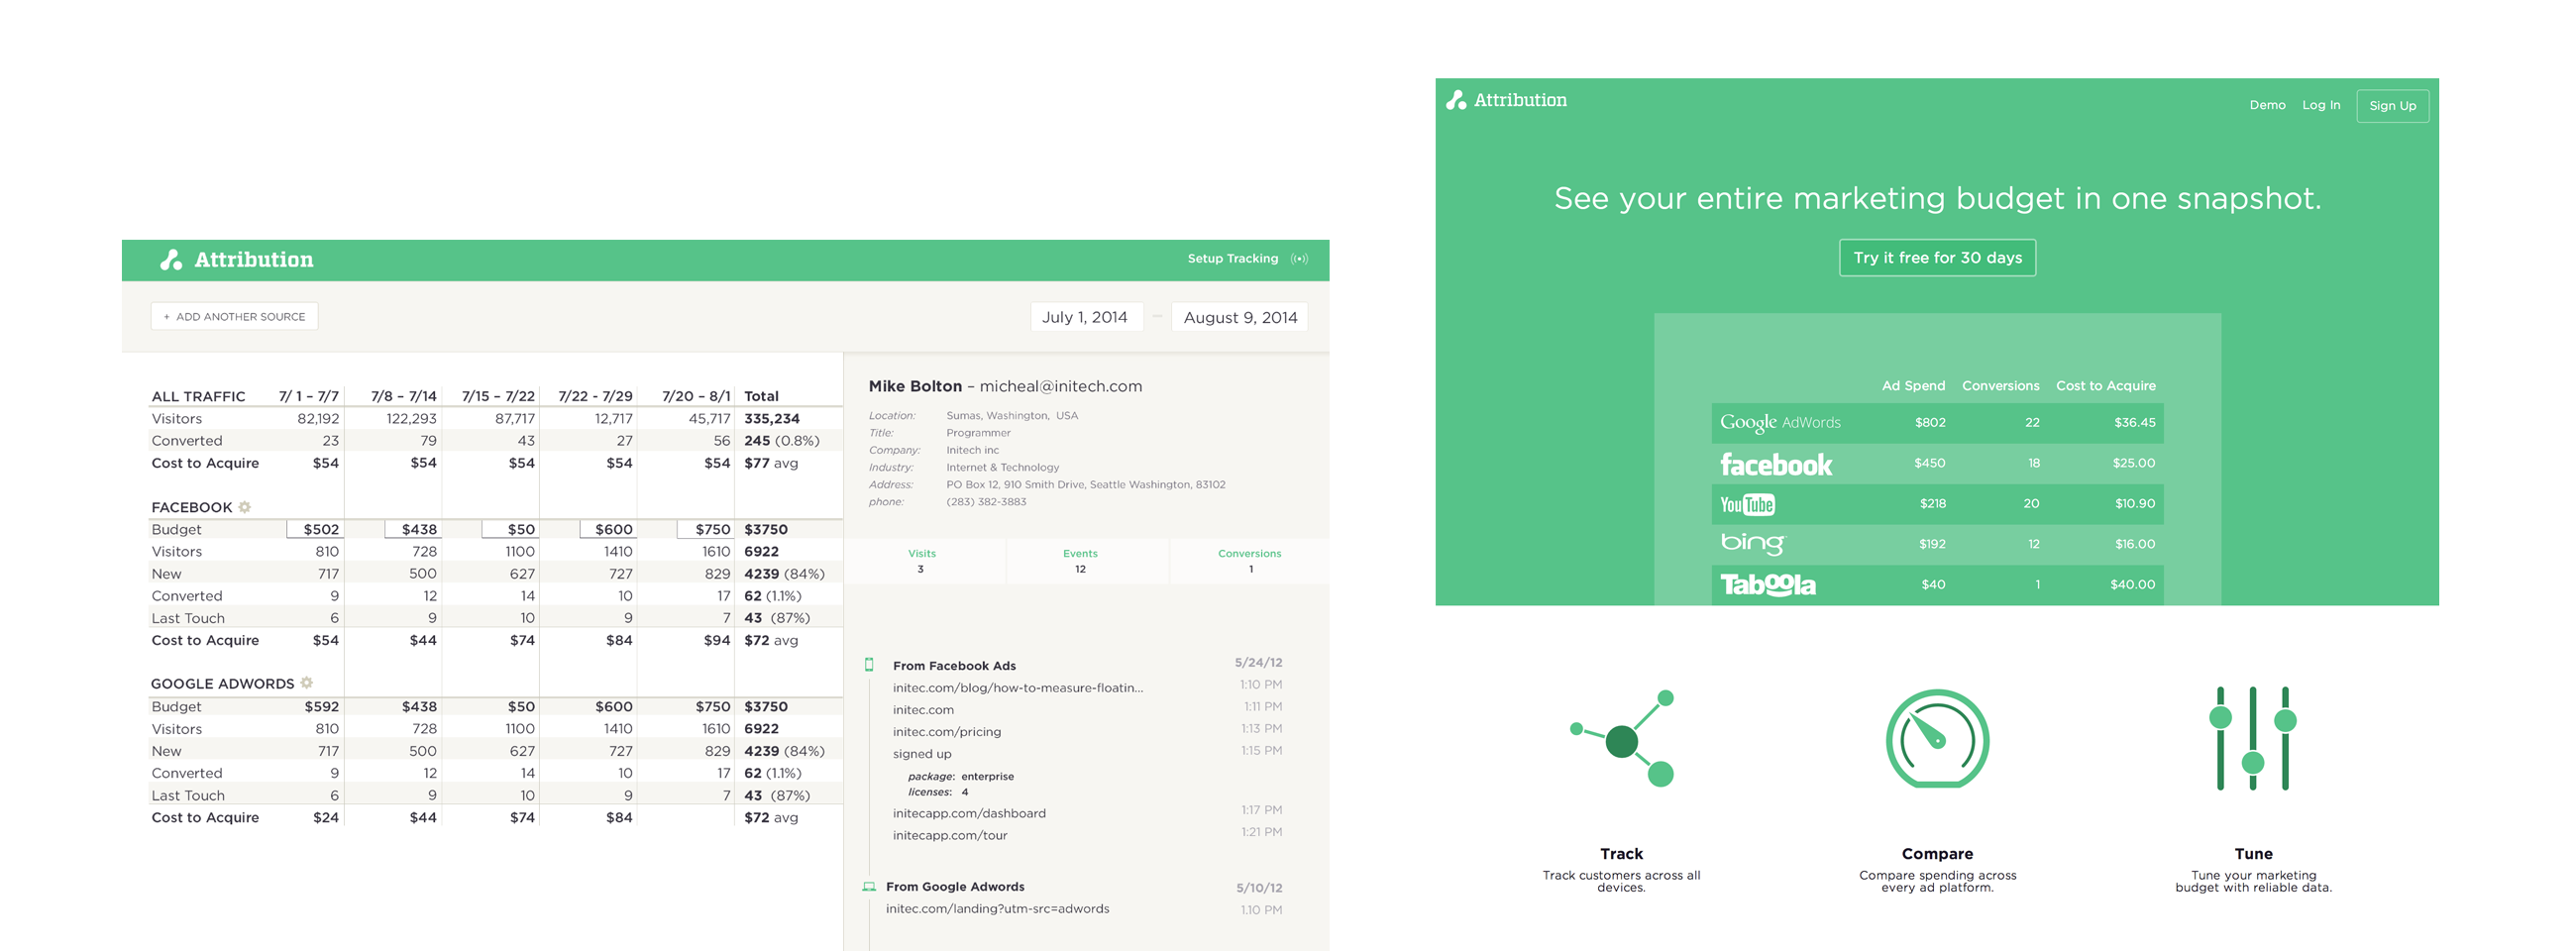 Attribution
Setup Tracking
+ ADD ANOTHER SOURCE
July 1, 2014 – August 9, 2014
ALL TRAFFIC 7/ 1 – 7/7 7/8 – 7/14 7/15 – 7/22 7/22 - 7/29 7/20 – 8/1 Total
Visitors 82,192 122,293 87,717 12,717 45,717 335,234
Converted 23 79 43 27 56 245 (0.8%)
Cost to Acquire $54 $54 $54 $54 $54 $77 avg
FACEBOOK
Budget $502 $438 $50 $600 $750 $3750
Visitors 810 728 1100 1410 1610 6922
New 717 500 627 727 829 4239 (84%)
Converted 9 12 14 10 17 62 (1.1%)
Last Touch 6 9 10 9 7 43 (87%)
Cost to Acquire $54 $44 $74 $84 $94 $72 avg
GOOGLE ADWORDS
Budget $592 $438 $50 $600 $750 $3750
Visitors 810 728 1100 1410 1610 6922
New 717 500 627 727 829 4239 (84%)
Converted 9 12 14 10 17 62 (1.1%)
Last Touch 6 9 10 9 7 43 (87%)
Cost to Acquire $24 $44 $74 $84 $72 avg
Mike Bolton – micheal@initech.com
Location: Sumas, Washington, USA
Title: Programmer
Company: Initech inc
Industry: Internet & Technology
Address: PO Box 12, 910 Smith Drive, Seattle Washington, 83102
phone: (283) 382-3883
Visits Events Conversions
3 12 1
From Facebook Ads 5/24/12
initec.com/blog/how-to-measure-floatin... 1:10 PM
initec.com 1:11 PM
initec.com/pricing 1:13 PM
signed up 1:15 PM
package: enterprise
licenses: 4
initecapp.com/dashboard 1:17 PM
initecapp.com/tour 1:21 PM
From Google Adwords 5/10/12
initec.com/landing?utm-src=adwords 1.10 PM
Attribution
Demo Log In Sign Up
See your entire marketing budget in one snapshot.
Try it free for 30 days
Ad Spend Conversions Cost to Acquire
Google AdWords $802 22 $36.45
facebook $450 18 $25.00
YouTube $218 20 $10.90
bing $192 12 $16.00
Taboola $40 1 $40.00
Track
Track customers across all
devices.
Compare
Compare spending across
every ad platform.
Tune
Tune your marketing
budget with reliable data.